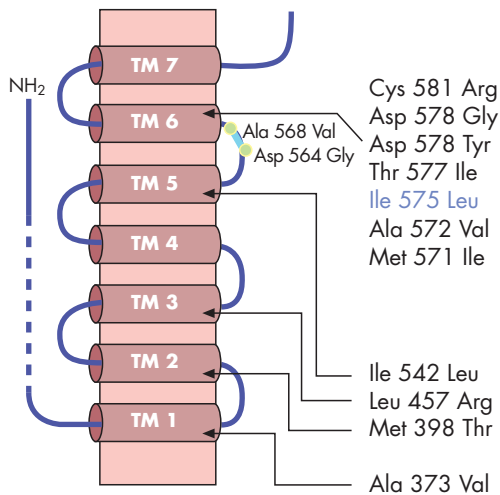 TM 7
NH₂
Cys 581 Arg
TM 6
Asp 578 Gly
Ala 568 Val
Asp 578 Tyr
Asp 564 Gly
Thr 577 Ile
TM 5
Ile 575 Leu
Ala 572 Val
TM 4
Met 571 Ile
TM 3
TM 2
Ile 542 Leu
Leu 457 Arg
TM 1
Met 398 Thr
Ala 373 Val